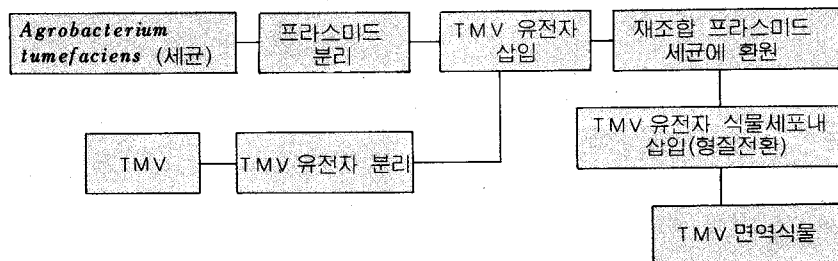 Agrobacterium
tumefaciens (세균)
프라스미드
분리
TMV 유전자
삽입
재조합 프라스미드
세균에 환원
TMV
TMV 유전자 분리
TMV 유전자 식물세포내
삽입(형질전환)
TMV 면역식물